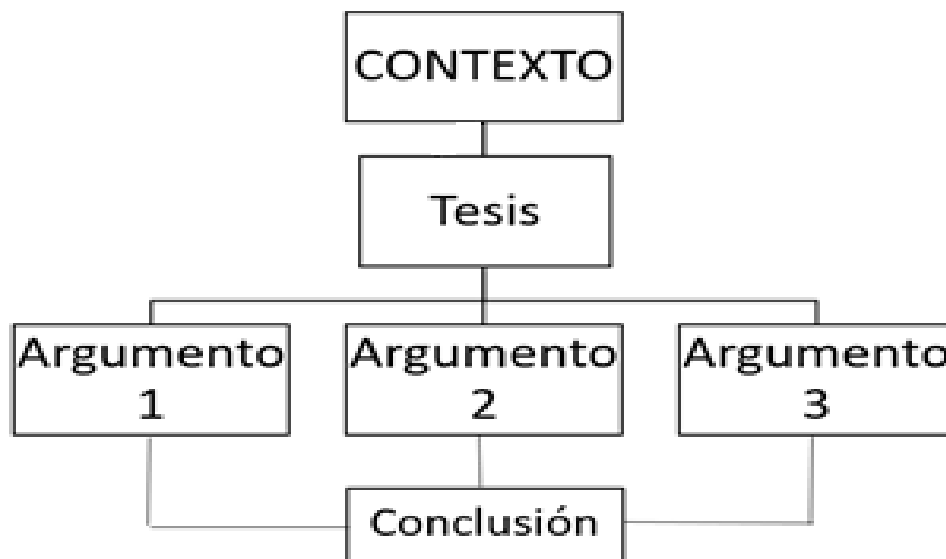 CONTEXTO
Tesis
Argumento
1
Argumento
2
Argumento
3
Conclusión